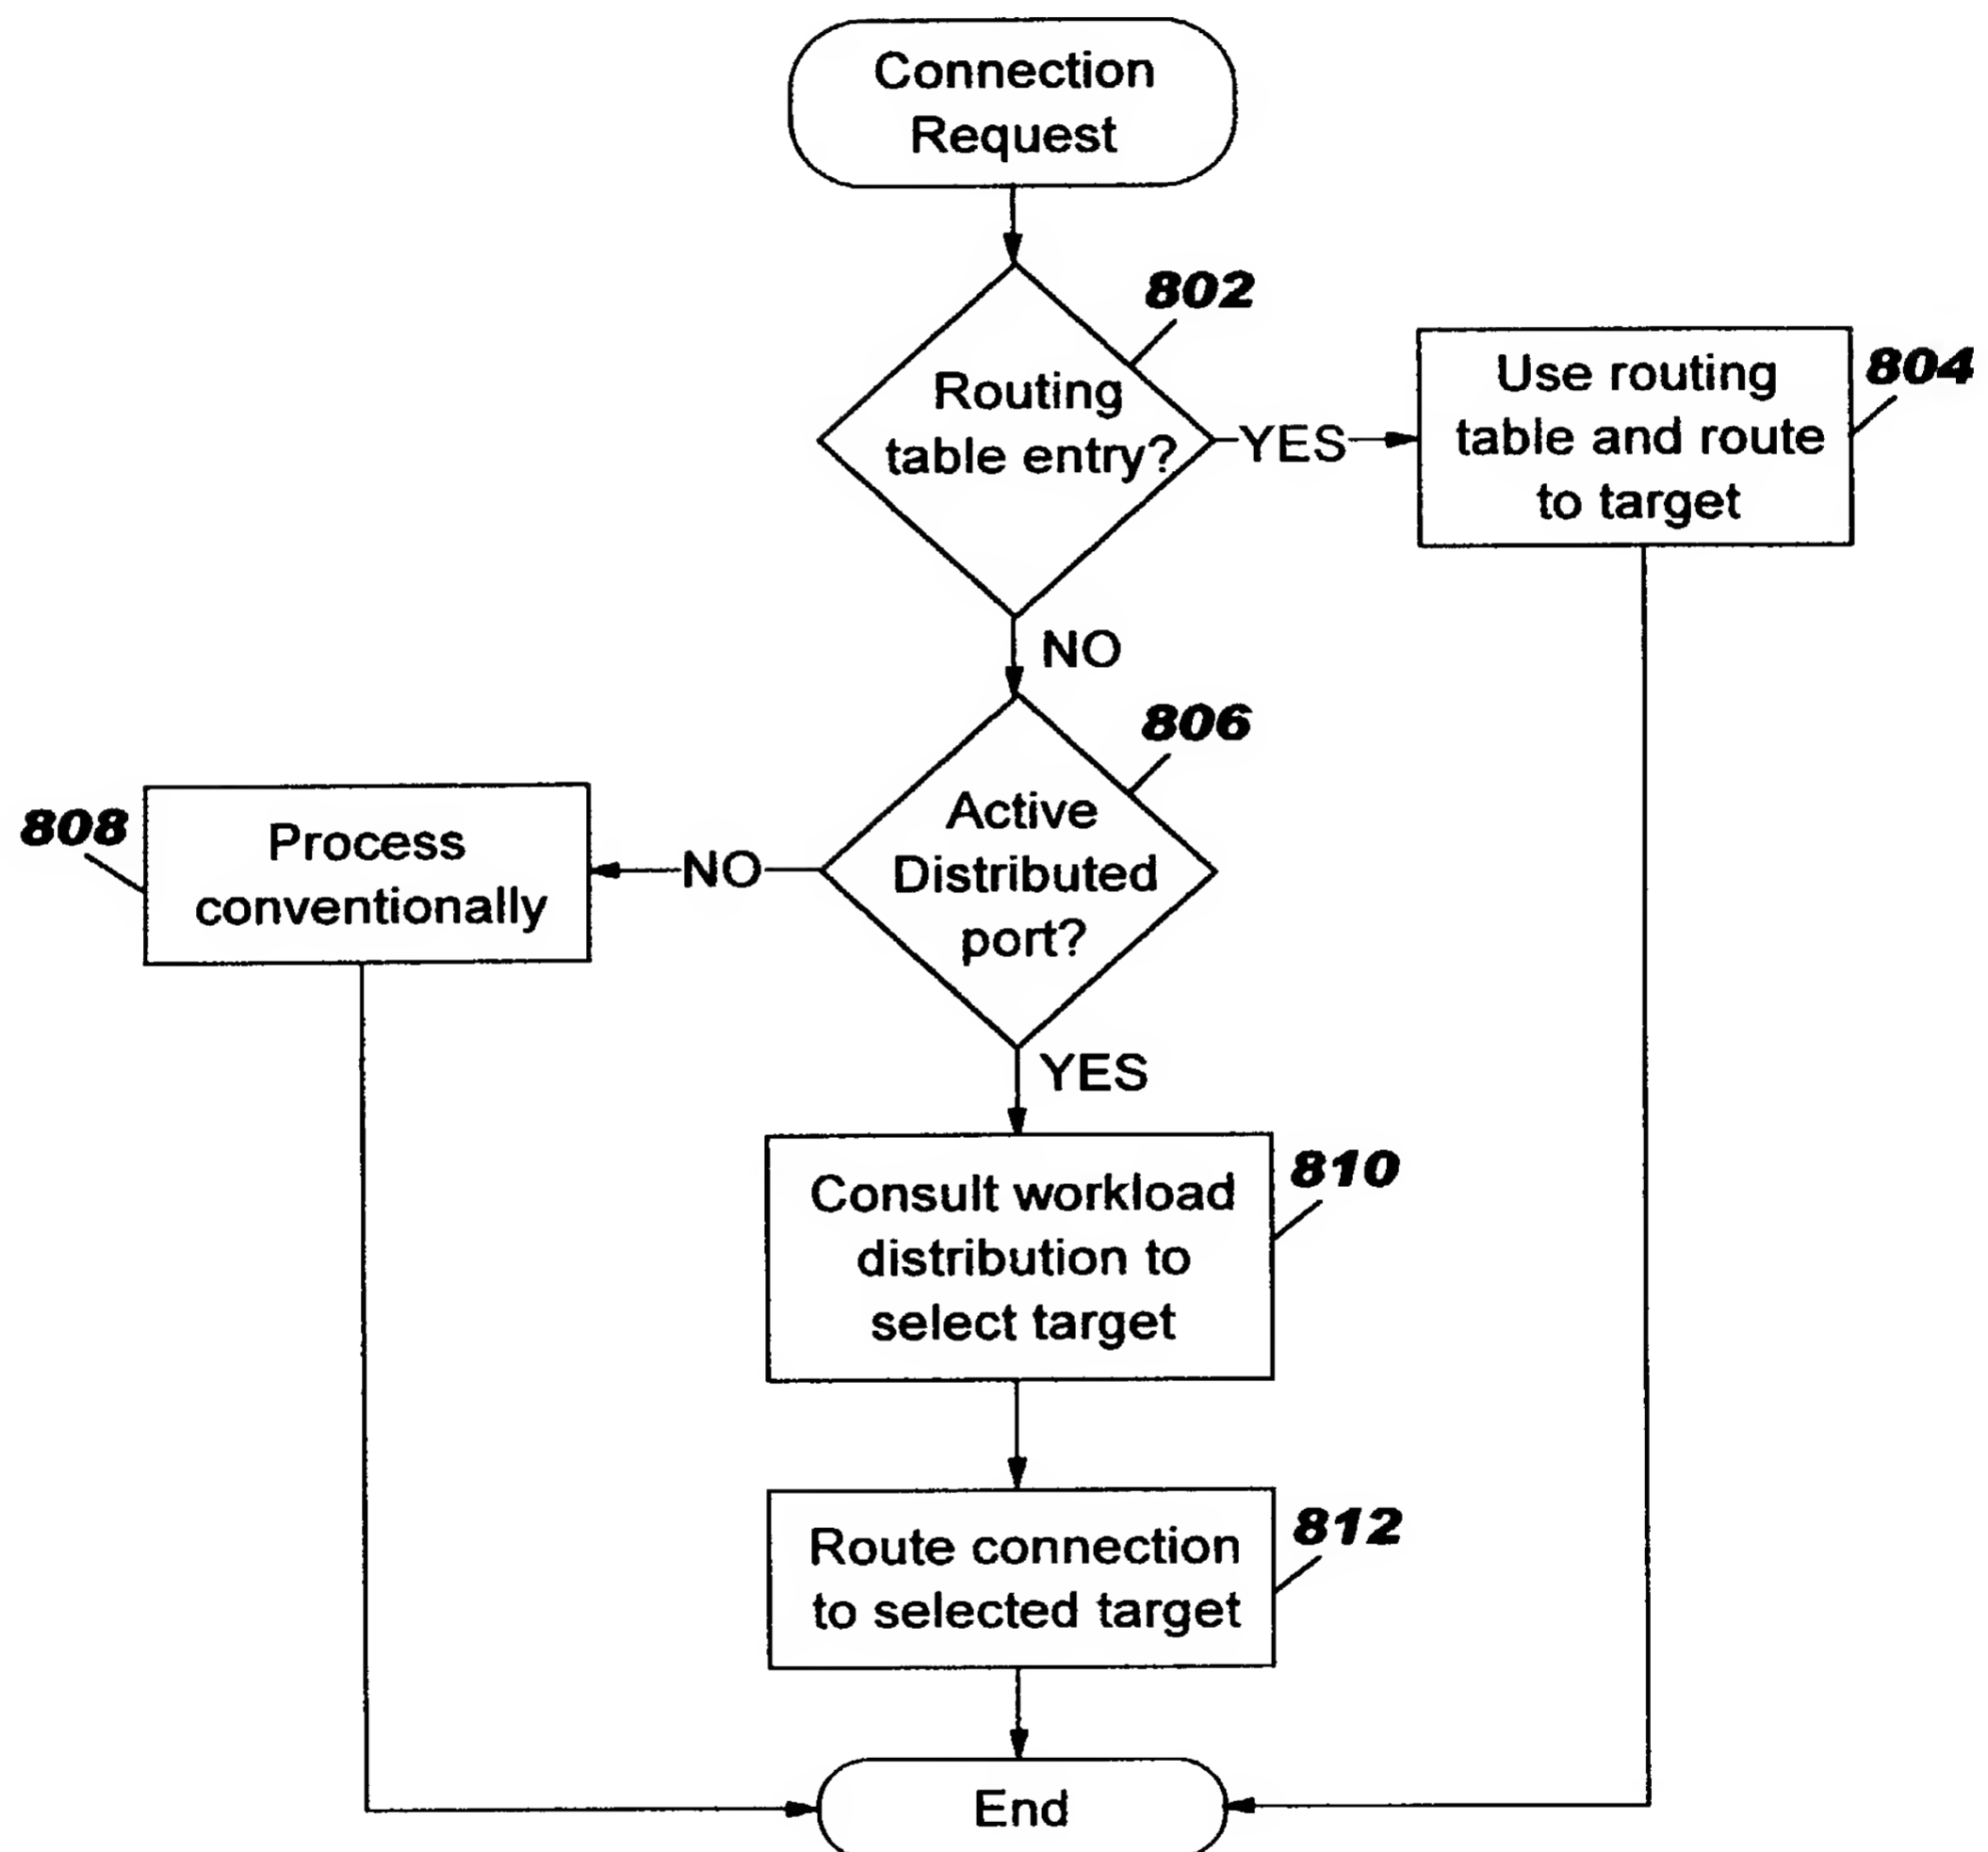 Connection
Request
802
Routing
table entry?
YES
Use routing
table and route
to target
804
NO
806
Active
Distributed
port?
NO
808
Process
conventionally
YES
810
Consult workload
distribution to
select target
812
Route connection
to selected target
End